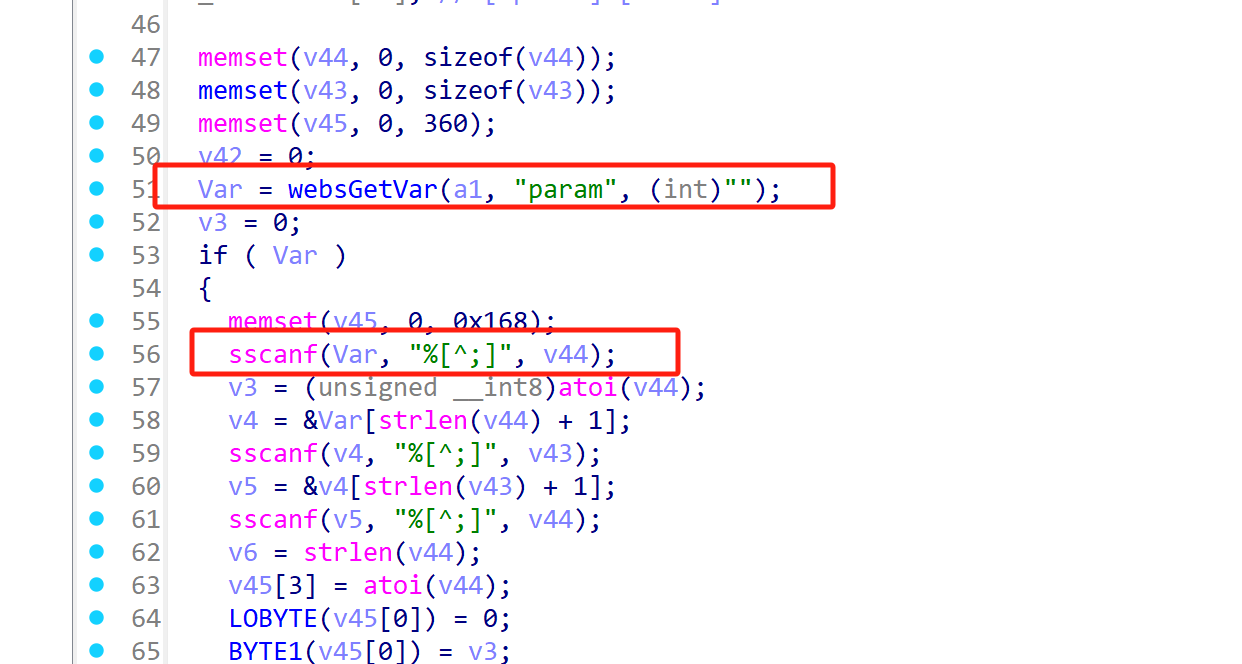 46
47 memset(v44, 0, sizeof(v44));
48 memset(v43, 0, sizeof(v43));
49 memset(v45, 0, 360);
50 v42 = 0;
51 Var = websGetVar(a1, "param", (int)"");
52 v3 = 0;
53 if ( Var )
54 {
55 memset(v45, 0, 0x168);
56 sscanf(Var, "%[^;]", v44);
57 v3 = (unsigned __int8)atoi(v44);
58 v4 = &Var[strlen(v44) + 1];
59 sscanf(v4, "%[^;]", v43);
60 v5 = &v4[strlen(v43) + 1];
61 sscanf(v5, "%[^;]", v44);
62 v6 = strlen(v44);
63 v45[3] = atoi(v44);
64 LOBYTE(v45[0]) = 0;
65 BYTE1(v45[0]) = v3;